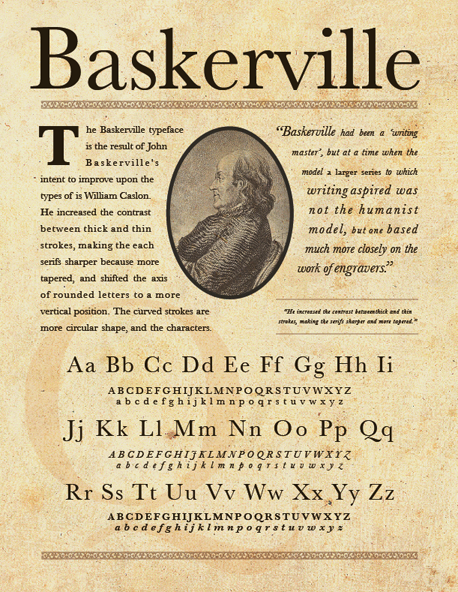 Baskerville
The Baskerville typeface
is the result of John
Baskerville's
intent to improve upon the
types of is William Caslon.
He increased the contrast
between thick and thin
strokes, making the each
serifs sharper because more
tapered, and shifted the axis
of rounded letters to a more
vertical position. The curved strokes are
more circular shape, and the characters.
“Baskerville had been a 'writing
master', but at a time when the
model a larger series to which
writing aspired was
not the humanist
model, but one based
much more closely on the
work of engravers.”
“He increased the contrast betweenthick and thin
strokes, making the serifs sharper and more tapered.”
Aa Bb Cc Dd Ee Ff Gg Hh Ii
ABCDEFGHIJKLMNPOQRSTUVWXYZ
abcdefghijklmnpoqrstuvwxyz
Jj Kk Ll Mm Nn Oo Pp Qq
ABCDEFGHIJKLMNPOQRSTUVWXYZ
abcdefghijklmnpoqrstuvwxyz
Rr Ss Tt Uu Vv Ww Xx Yy Zz
ABCDEFGHIJKLMNPOQRSTUVWXYZ
abcdefghijklmnpoqrstuvwxyz